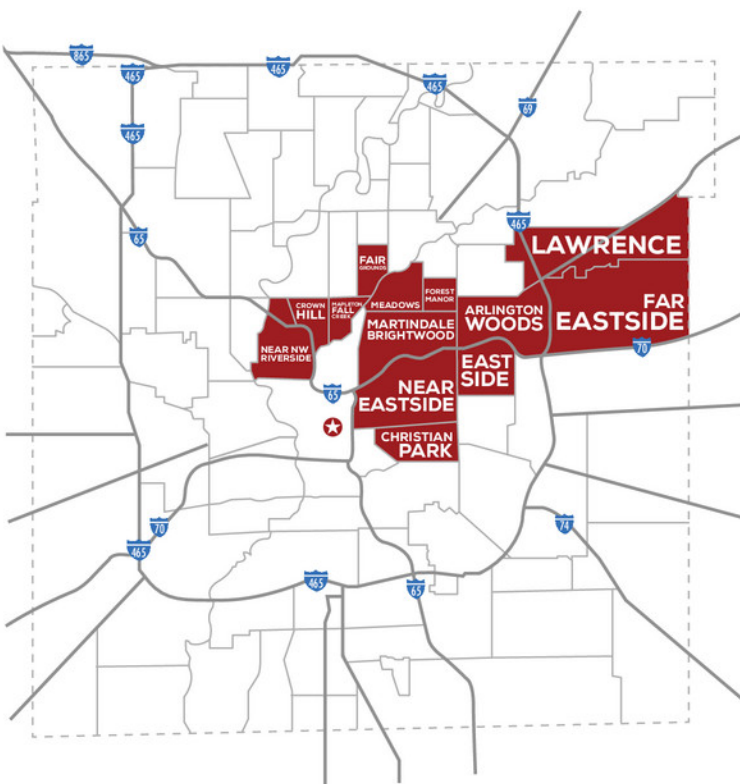 865
465
465
465
465
69
65
465
LAWRENCE
FAIR
GROUNDS
FAR
EASTSIDE
FOREST
MANOR
CROWN
HILL
MAPLETON
FALL
CREEK
MEADOWS
ARLINGTON
WOODS
MARTINDALE
BRIGHTWOOD
NEAR NW
RIVERSIDE
70
EAST
SIDE
65
NEAR
EASTSIDE
CHRISTIAN
PARK
70
74
465
465
65